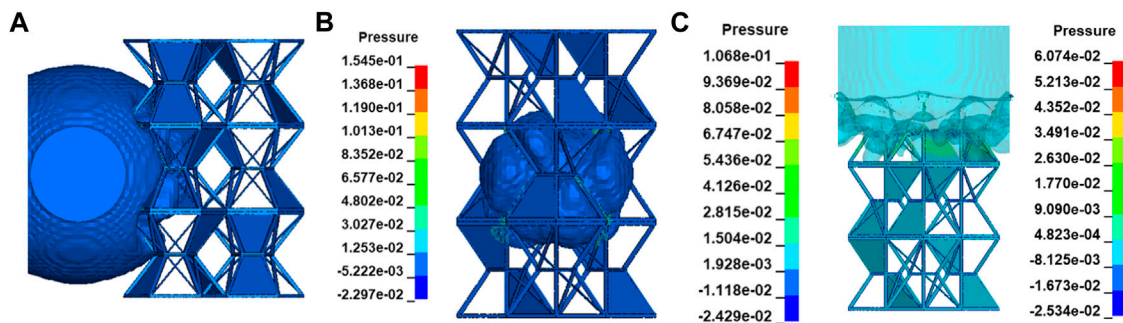 A
Pressure
1.545e-01
1.368e-01
1.190e-01
1.013e-01
8.352e-02
6.577e-02
4.802e-02
3.027e-02
1.253e-02
-5.222e-03
-2.297e-02
B
Pressure
1.068e-01
9.369e-02
8.058e-02
6.747e-02
5.436e-02
4.126e-02
2.815e-02
1.504e-02
1.928e-03
-1.118e-02
-2.429e-02
C
Pressure
6.074e-02
5.213e-02
4.352e-02
3.491e-02
2.630e-02
1.770e-02
9.090e-03
4.823e-04
-8.125e-03
-1.673e-02
-2.534e-02